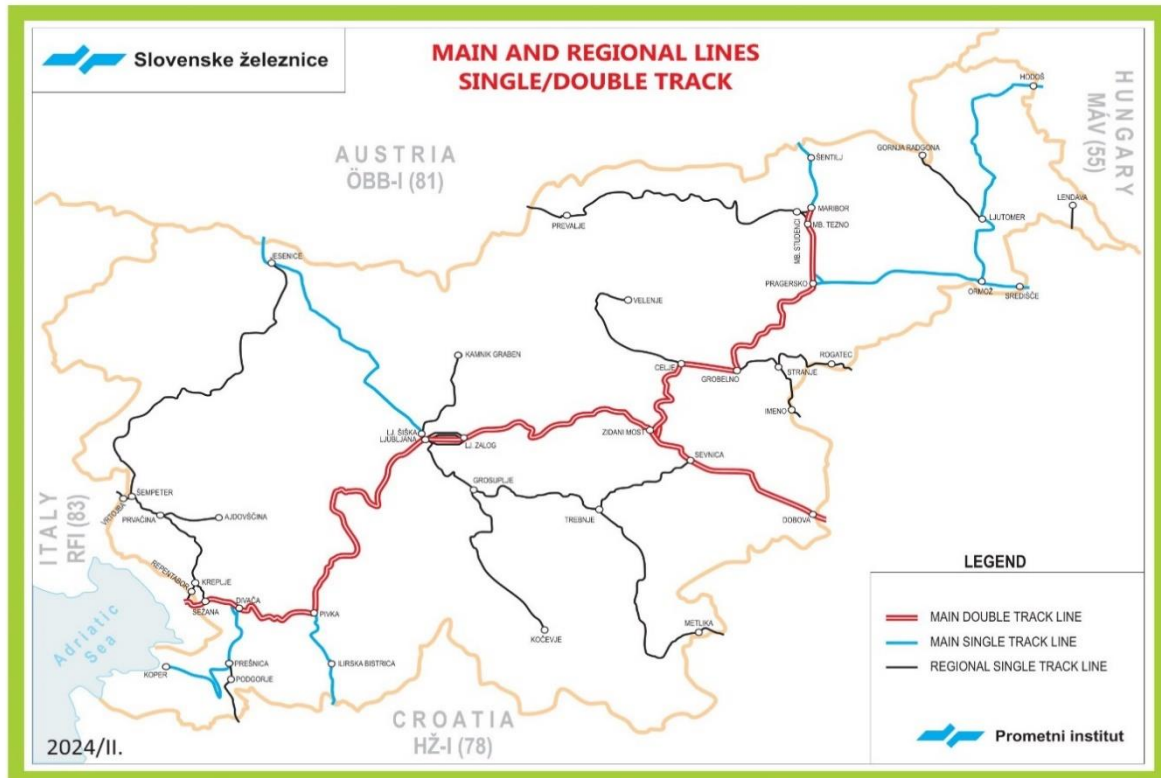 Slovenske železnice
MAIN AND REGIONAL LINES
SINGLE/DOUBLE TRACK
AUSTRIA
ÖBB-I (81)
HUNGARY
MÁV (55)
HODOŠ
ŠENTILJ
GORNJA RADGONA
LENDAVA
LJUTOMER
MARIBOR
MB. TEZNO
MB. ŠTUDENCI
PREVALJE
JESENICE
PRAGERSKO
ORMOŽ
SREDIŠČE
VELENJE
KAMNIK GRABEN
CELJE
GROBELNO
ROGATEC
STRANJE
IMENO
LJ. ŠIŠKA
LJUBLJANA
LJ. ZALOG
ZIDANI MOST
SEVNICA
GROSUPLJE
TREBNJE
DOBOVA
ŠEMPETER
VRTOJBA
PRVAČINA
AJDOVŠČINA
ITALY
RFI (83)
REPENTABOR
KREPLJE
SEŽANA
DIVAČA
PIVKA
KOČEVJE
METLIKA
Adriatic
Sea
KOPER
PREŠNICA
PODGORJE
ILIRSKA BISTRICA
CROATIA
HŽ-I (78)
LEGEND
MAIN DOUBLE TRACK LINE
MAIN SINGLE TRACK LINE
REGIONAL SINGLE TRACK LINE
Prometni institut
2024/II.